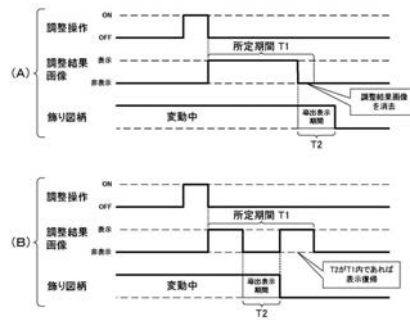 (A)
調整操作
ON
OFF
所定期間 T1
調整結果
画像
表示
非表示
調整結果画像
を消去
飾り図柄
変動中
導出表示
期間
T2
(B)
調整操作
ON
OFF
所定期間 T1
調整結果
画像
表示
非表示
T2がT1内であれば
表示復帰
飾り図柄
変動中
導出表示
期間
T2